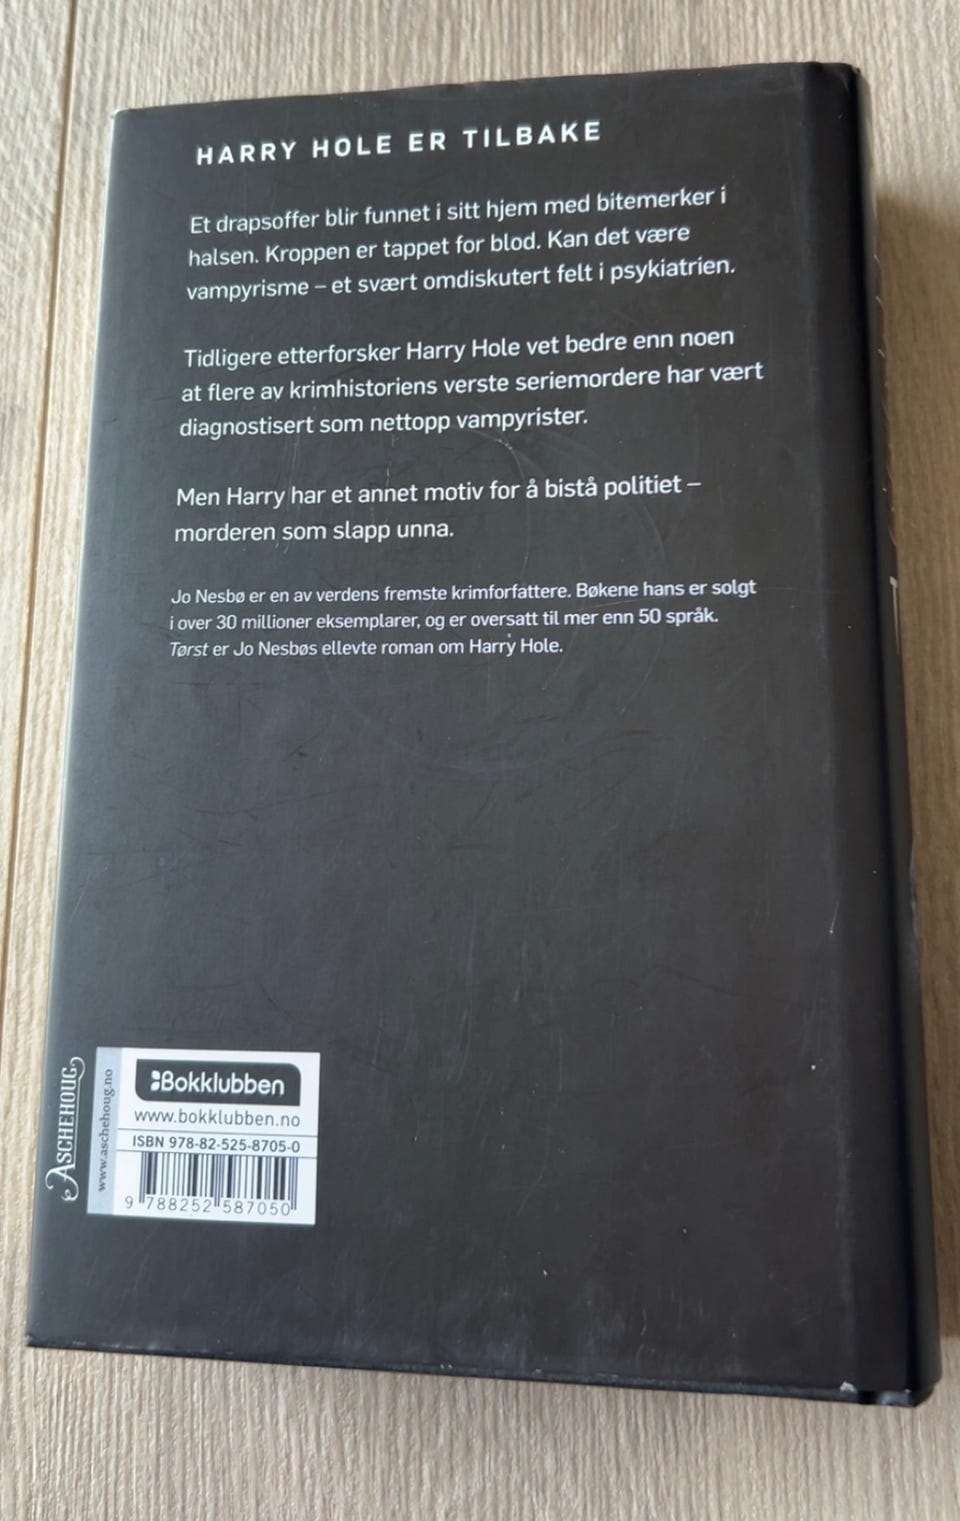 HARRY HOLE ER TILBAKE
Et drapsoffer blir funnet i sitt hjem med bitemerker i
halsen. Kroppen er tappet for blod. Kan det være
vampyrisme – et svært omdiskutert felt i psykiatrien.
Tidligere etterforsker Harry Hole vet bedre enn noen
at flere av krimhistoriens verste seriemordere har vært
diagnostisert som nettopp vampyrister.
Men Harry har et annet motiv for å bistå politiet –
morderen som slapp unna.
Jo Nesbø er en av verdens fremste krimforfattere. Bøkene hans er solgt
i over 30 millioner eksemplarer, og er oversatt til mer enn 50 språk.
Tørst er Jo Nesbøs ellevte roman om Harry Hole.
ASCHEHOUG
www.aschehoug.no
Bokklubben
www.bokklubben.no
ISBN 978-82-525-8705-0
9 788252 587050